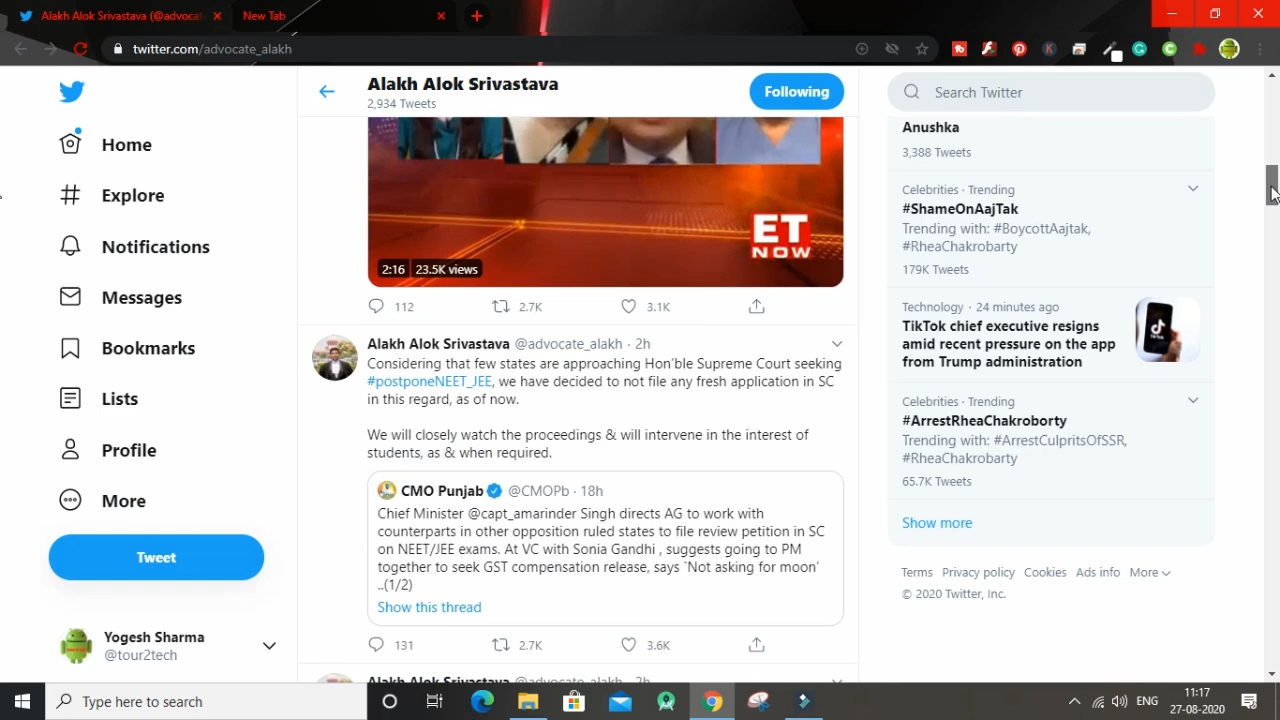 Alakh Alok Srivastava (@advocat
New Tab
twitter.com/advocate_alakh
Home
Explore
Notifications
Messages
Bookmarks
Lists
Profile
More
Tweet
Yogesh Sharma
@tour2tech
Alakh Alok Srivastava
2,934 Tweets
Following
ET
NOW
2:16 23.5K views
112 2.7K 3.1K
Alakh Alok Srivastava @advocate_alakh · 2h
Considering that few states are approaching Hon'ble Supreme Court seeking
#postponeNEET_JEE, we have decided to not file any fresh application in SC
in this regard, as of now.
We will closely watch the proceedings & will intervene in the interest of
students, as & when required.
CMO Punjab @CMOPb · 18h
Chief Minister @capt_amarinder Singh directs AG to work with
counterparts in other opposition ruled states to file review petition in SC
on NEET/JEE exams. At VC with Sonia Gandhi , suggests going to PM
together to seek GST compensation release, says `Not asking for moon'
..(1/2)
Show this thread
131 2.7K 3.6K
Alakh Alok Srivastava @advocate_alakh · 2h
Search Twitter
Anushka
3,388 Tweets
Celebrities · Trending
#ShameOnAajTak
Trending with: #BoycottAajtak,
#RheaChakrobarty
179K Tweets
Technology · 24 minutes ago
TikTok chief executive resigns
amid recent pressure on the app
from Trump administration
Celebrities · Trending
#ArrestRheaChakroborty
Trending with: #ArrestCulpritsOfSSR,
#RheaChakrobarty
65.7K Tweets
Show more
Terms Privacy policy Cookies Ads info More
© 2020 Twitter, Inc.
Type here to search
ENG
11:17
27-08-2020